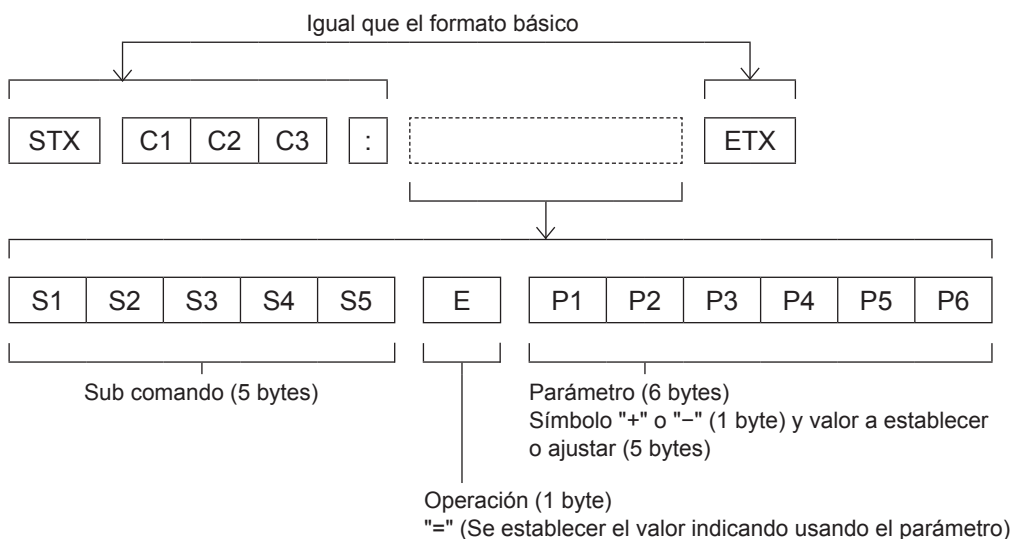 Igual que el formato básico
STX C1 C2 C3 : ETX
S1 S2 S3 S4 S5 E P1 P2 P3 P4 P5 P6
Sub comando (5 bytes)
Parámetro (6 bytes)
Símbolo "+" o "−" (1 byte) y valor a establecer
o ajustar (5 bytes)
Operación (1 byte)
"=" (Se establecer el valor indicando usando el parámetro)